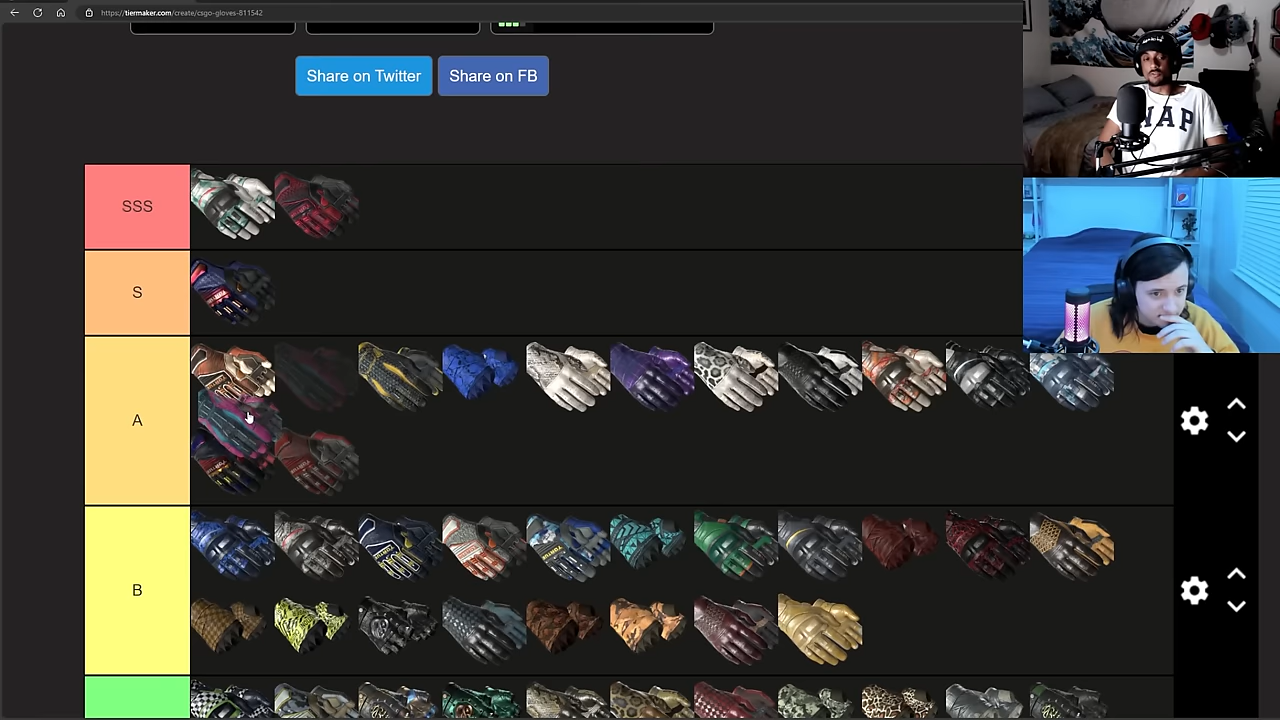 https://tiermaker.com/create/csgo-gloves-811542
Share on Twitter
Share on FB
SSS
S
A
B